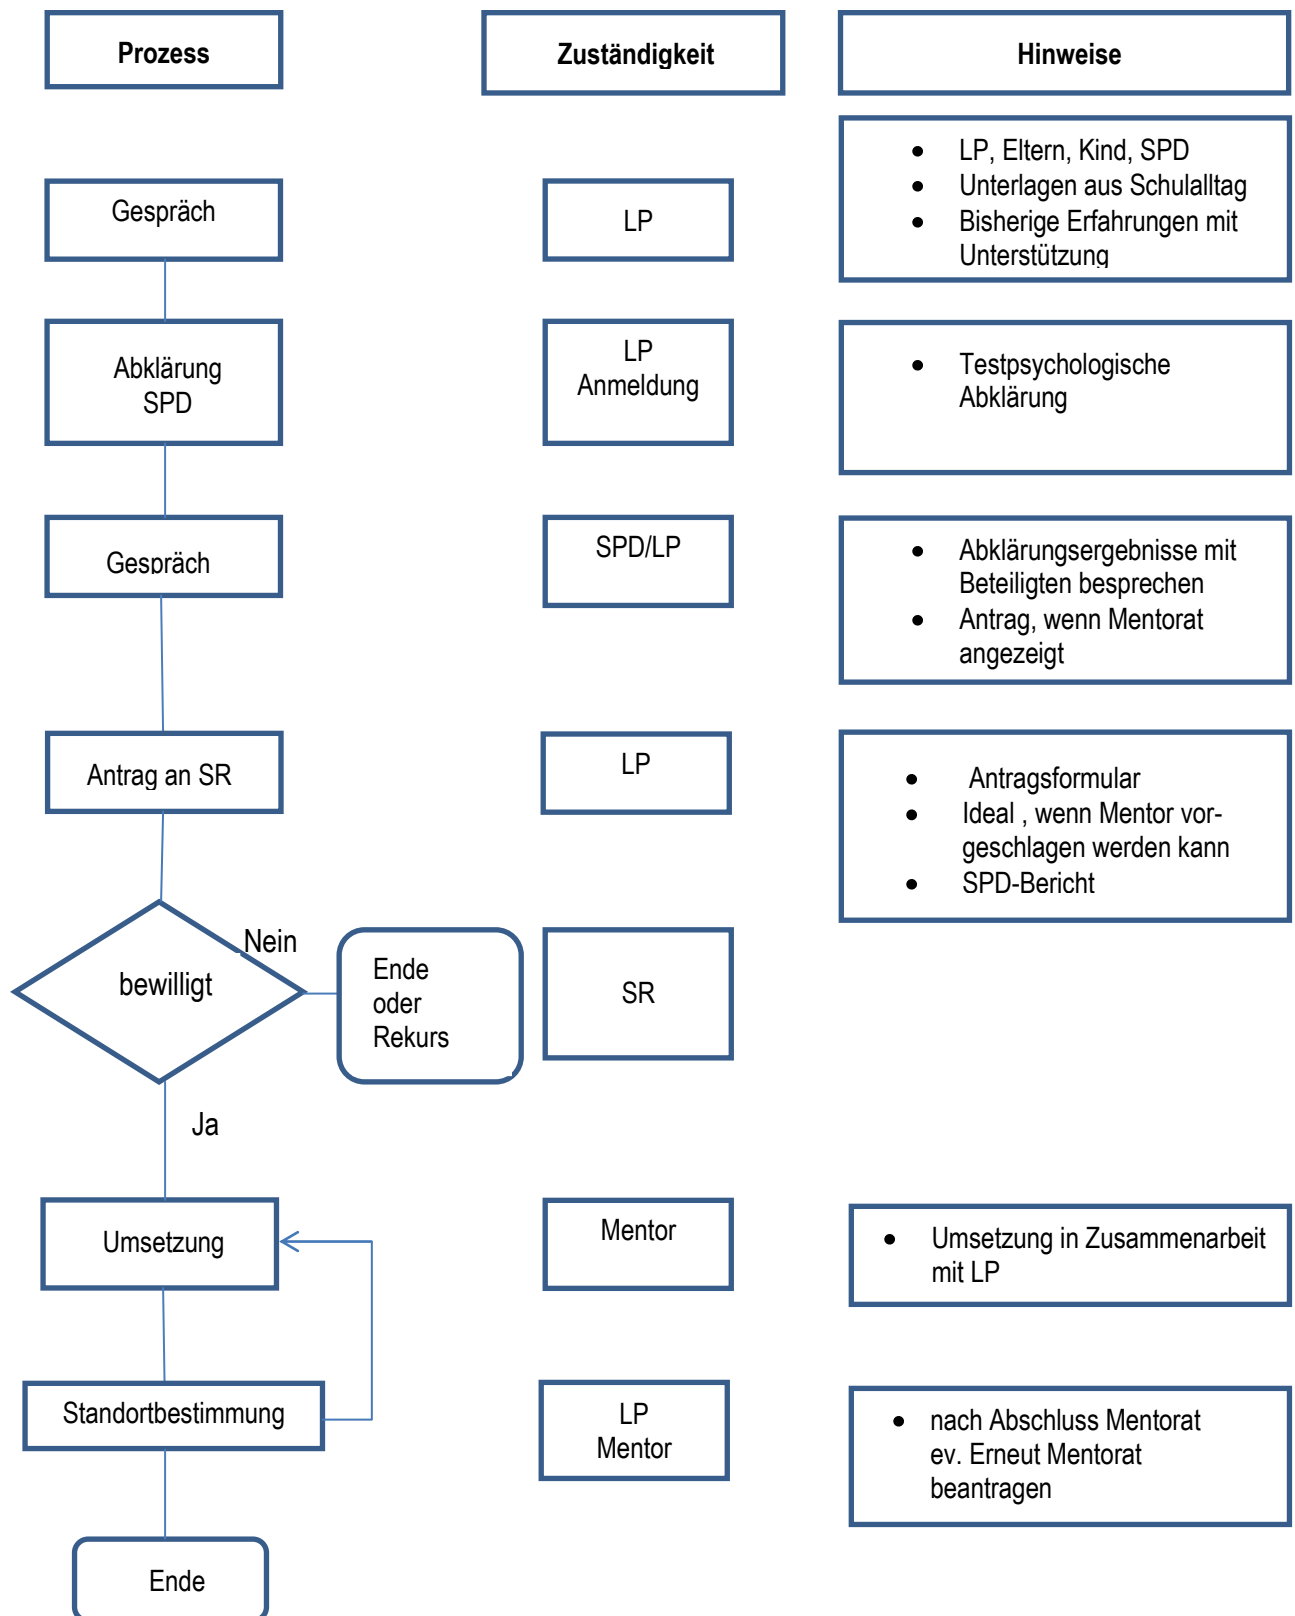 Prozess
Zuständigkeit
Hinweise
Gespräch
LP
• LP, Eltern, Kind, SPD
• Unterlagen aus Schulalltag
• Bisherige Erfahrungen mit
Unterstützung
Abklärung
SPD
LP
Anmeldung
• Testpsychologische
Abklärung
Gespräch
SPD/LP
• Abklärungsergebnisse mit
Beteiligten besprechen
• Antrag, wenn Mentorat
angezeigt
Antrag an SR
LP
• Antragsformular
• Ideal , wenn Mentor vor-
geschlagen werden kann
• SPD-Bericht
bewilligt
Nein
Ende
oder
Rekurs
SR
Ja
Umsetzung
Mentor
• Umsetzung in Zusammenarbeit
mit LP
Standortbestimmung
LP
Mentor
• nach Abschluss Mentorat
ev. Erneut Mentorat
beantragen
Ende